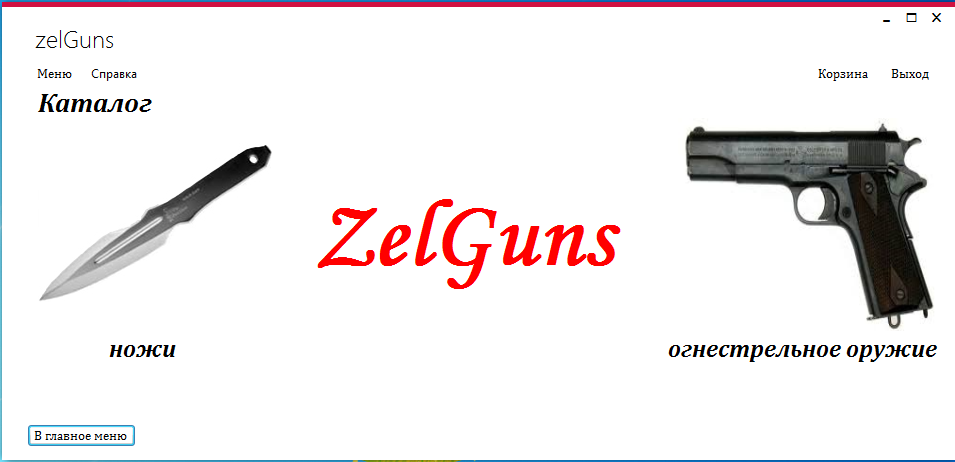 zelGuns
Меню Справка Корзина Выход
Каталог
ZelGuns
ножи огнестрельное оружие
В главное меню